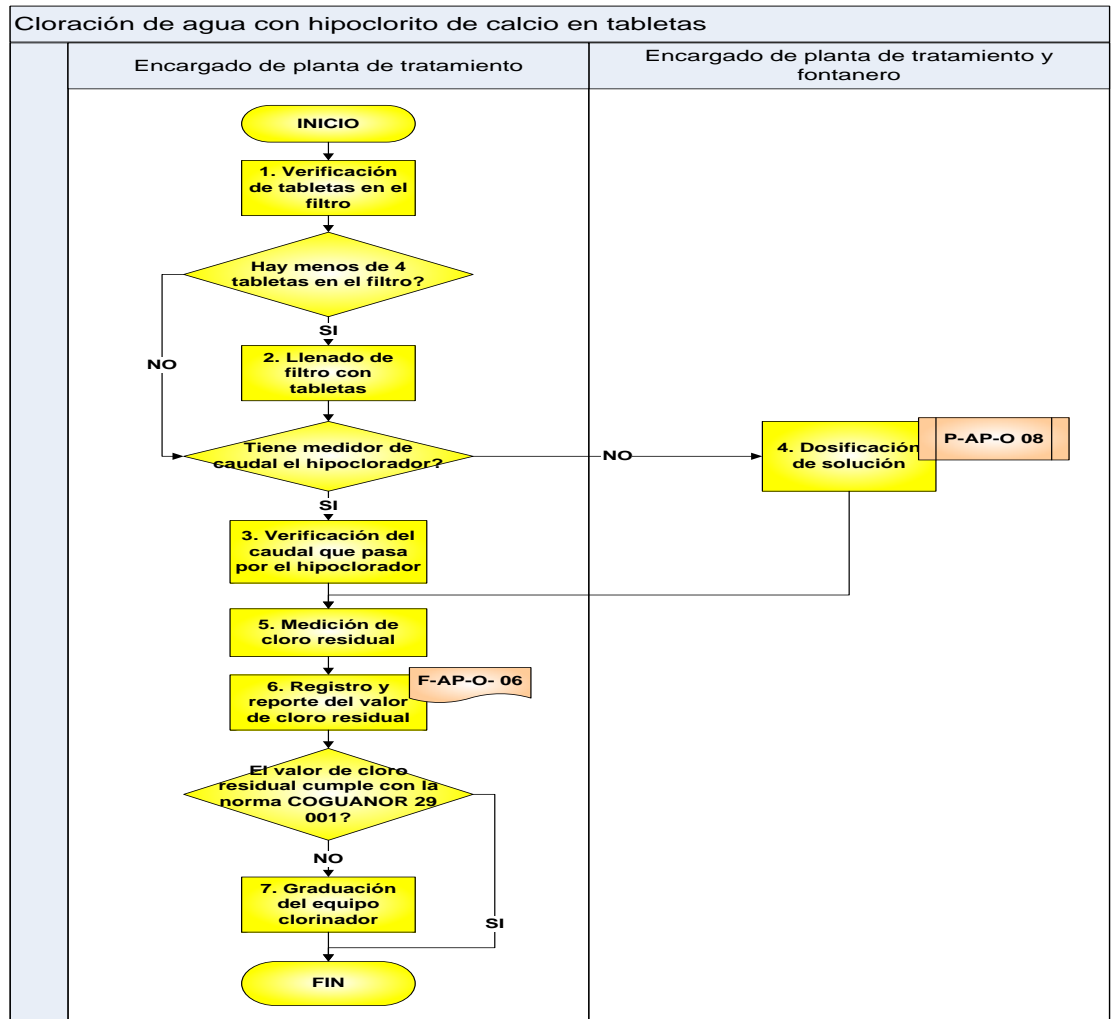 Cloración de agua con hipoclorito de calcio en tabletas
Encargado de planta de tratamiento
Encargado de planta de tratamiento y
fontanero
INICIO
1. Verificación
de tabletas en el
filtro
Hay menos de 4
tabletas en el filtro?
SI
NO
2. Llenado de
filtro con
tabletas
Tiene medidor de
caudal el hipoclorador?
NO
4. Dosificación
de solución
P-AP-O 08
SI
3. Verificación del
caudal que pasa
por el hipoclorador
5. Medición de
cloro residual
6. Registro y
reporte del valor
de cloro residual
F-AP-O- 06
El valor de cloro
residual cumple con la
norma COGUANOR 29
001?
NO
7. Graduación
del equipo
clorinador
SI
FIN